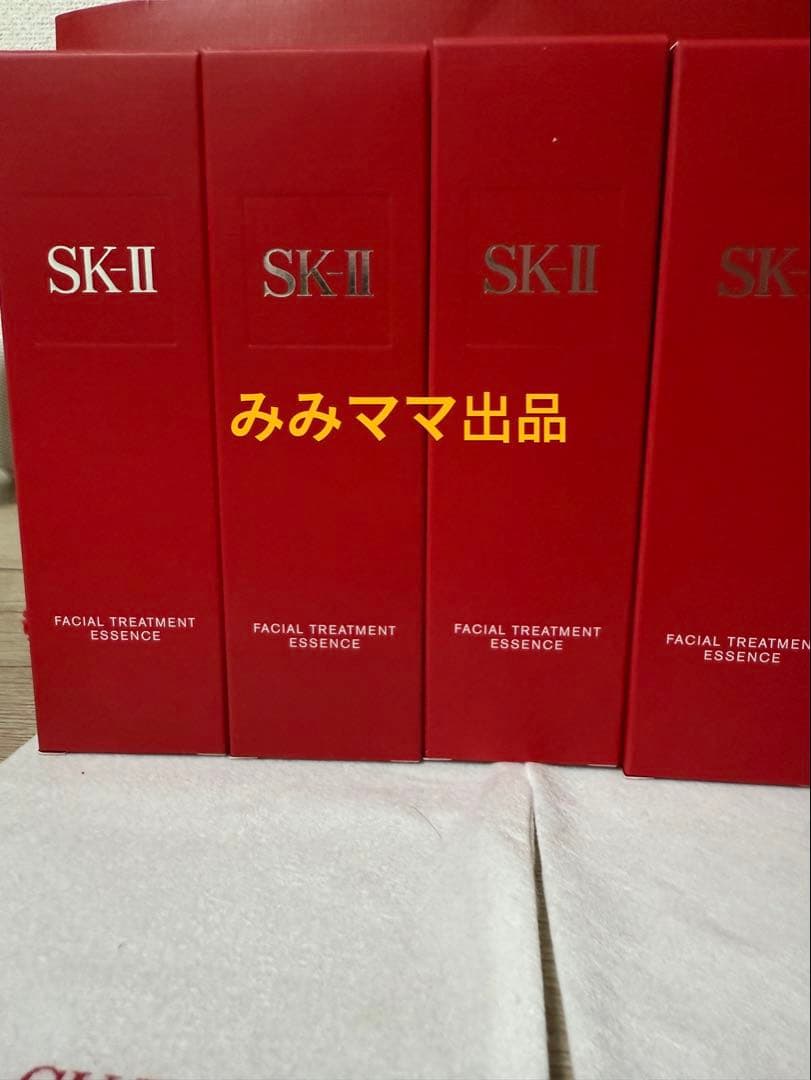 SK-II
SK-II
SK-II
SK-
みみママ出品
FACIAL TREATMENT
ESSENCE
FACIAL TREATMENT
ESSENCE
FACIAL TREATMENT
ESSENCE
FACIAL TREATMEN
ESSENCE